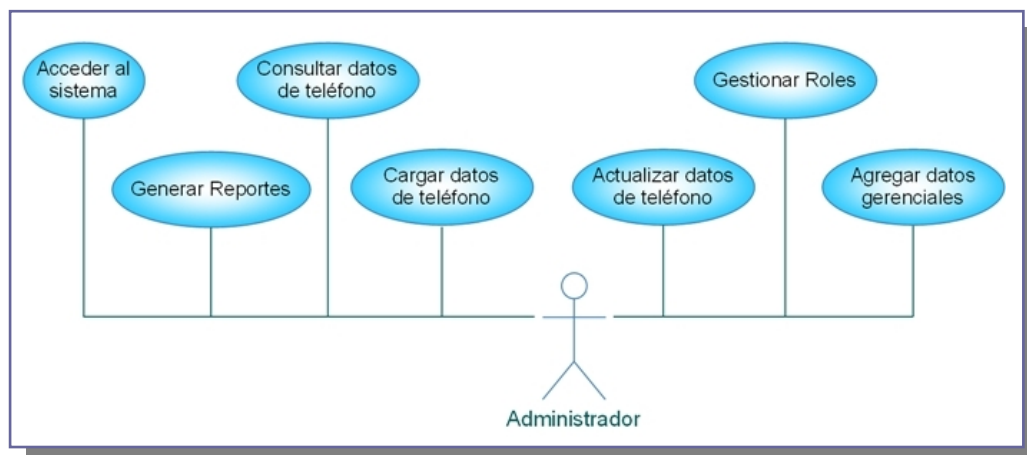 Acceder al
sistema
Consultar datos
de teléfono
Gestionar Roles
Generar Reportes
Cargar datos
de teléfono
Actualizar datos
de teléfono
Agregar datos
gerenciales
Administrador